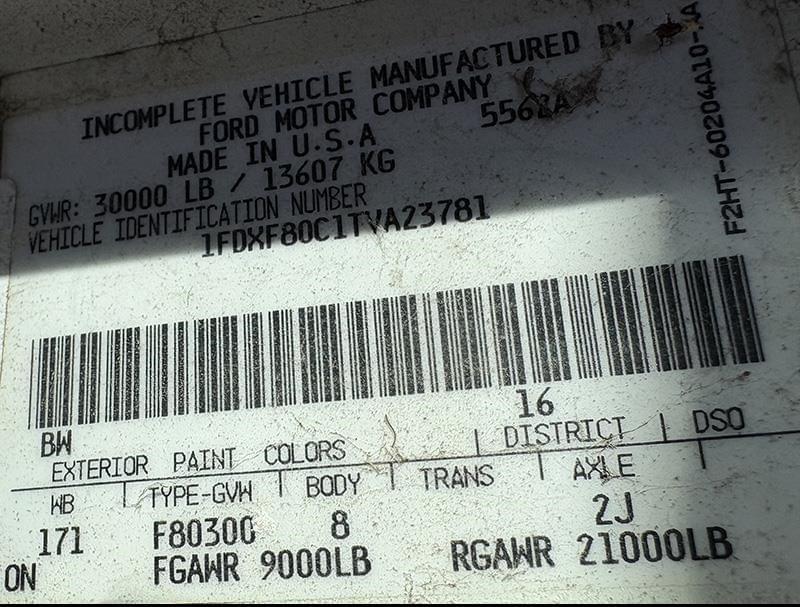 INCOMPLETE VEHICLE MANUFACTURED BY
FORD MOTOR COMPANY
MADE IN U.S.A
GVWR: 30000 LB / 13607 KG
VEHICLE IDENTIFICATION NUMBER
1FDXF80C1TVA23781
F2HT-60204A10-AA
BW
16
EXTERIOR PAINT COLORS DISTRICT DSO
WB TYPE-GVW BODY TRANS AXLE
171 F80300 8 2J
ON FGAWR 9000LB RGAWR 21000LB